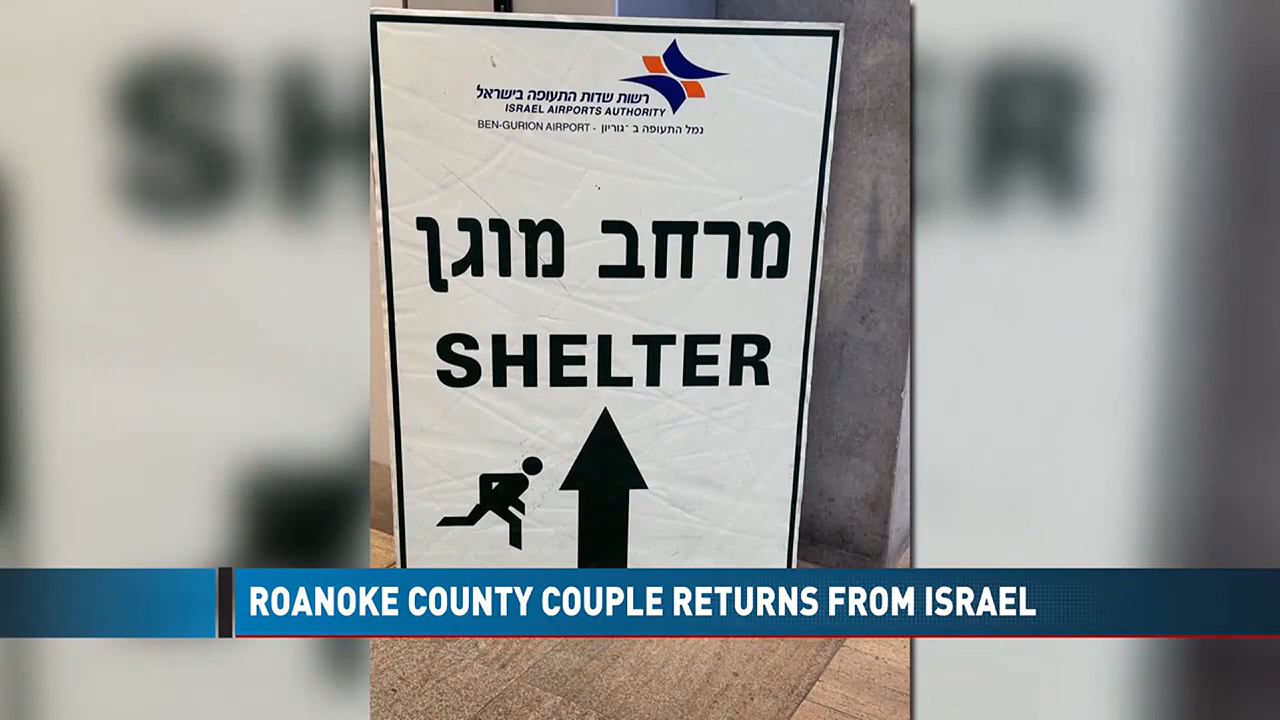 רשות שדות התעופה בישראל
ISRAEL AIRPORTS AUTHORITY
BEN-GURION AIRPORT - נמל התעופה ב ־גוריון
מרחב מוגן
SHELTER
ROANOKE COUNTY COUPLE RETURNS FROM ISRAEL